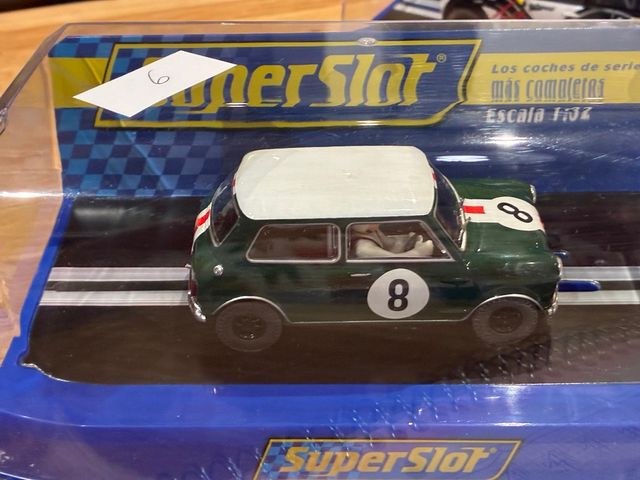 SuperSlot®
6
Los coches de serie
más completos
Escala 1:32
8
8
SuperSlot®